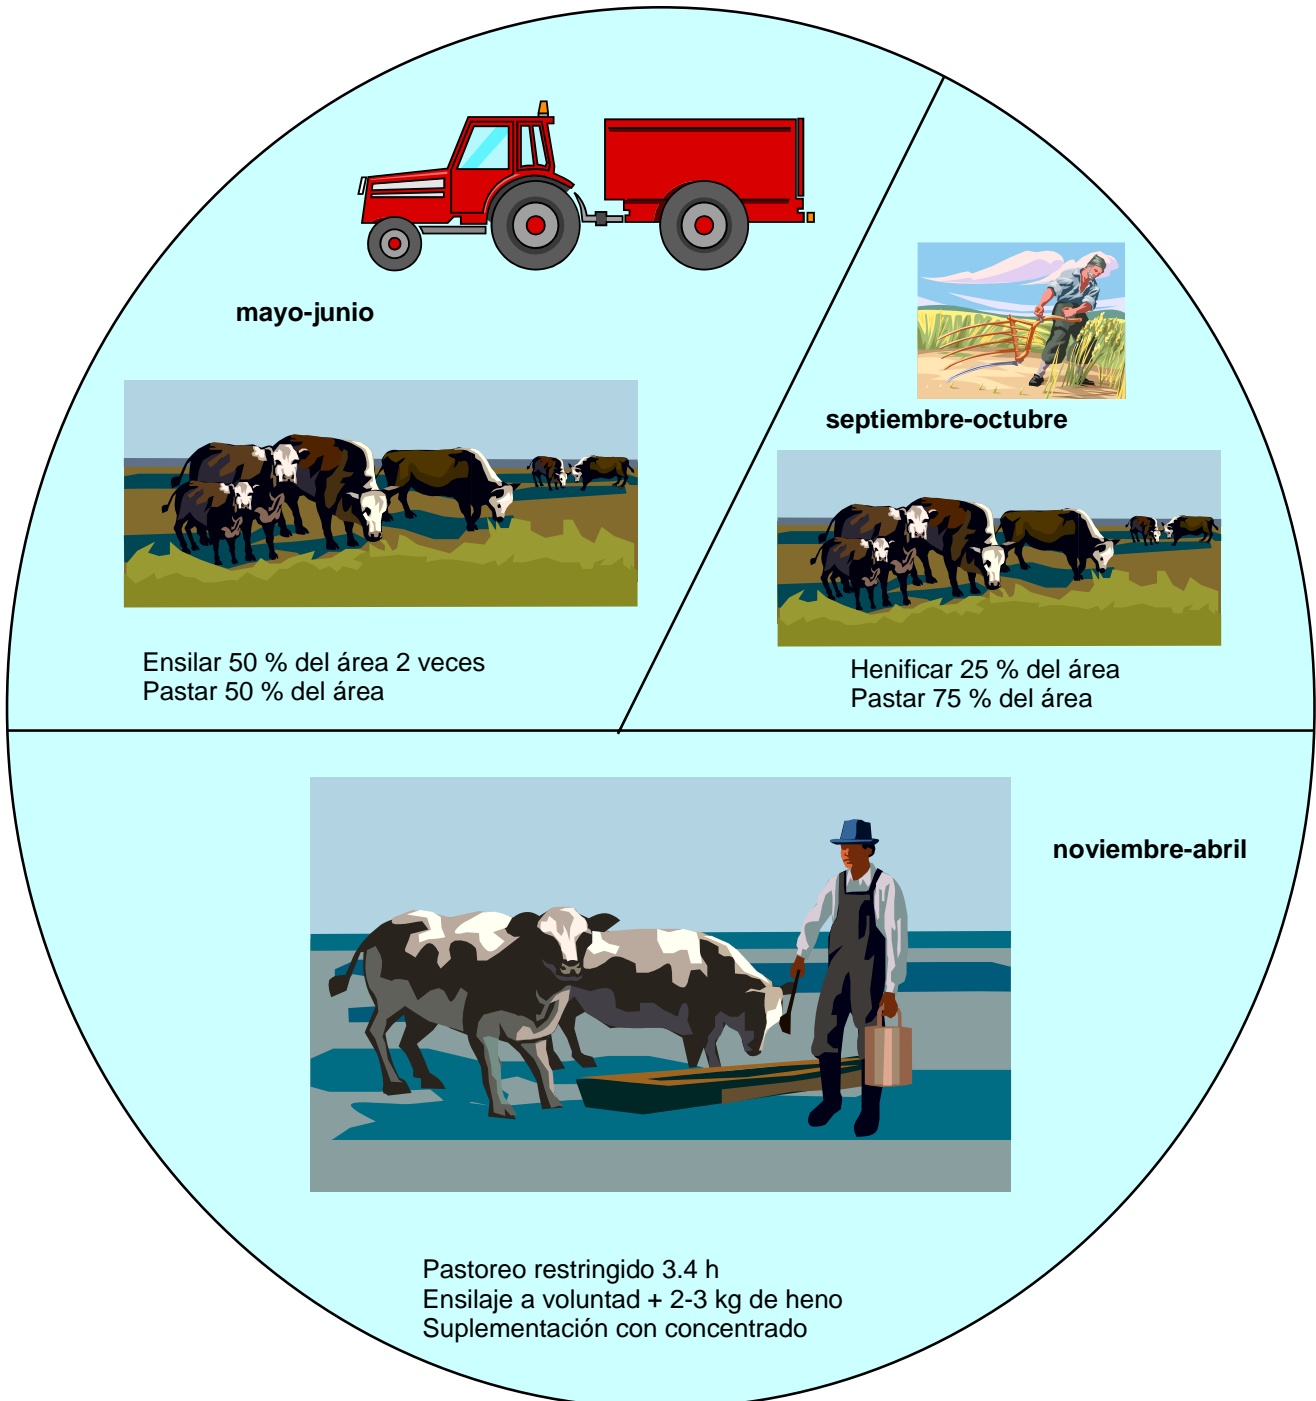 mayo-junio
Ensilar 50 % del área 2 veces
Pastar 50 % del área
septiembre-octubre
Henificar 25 % del área
Pastar 75 % del área
noviembre-abril
Pastoreo restringido 3.4 h
Ensilaje a voluntad + 2-3 kg de heno
Suplementación con concentrado